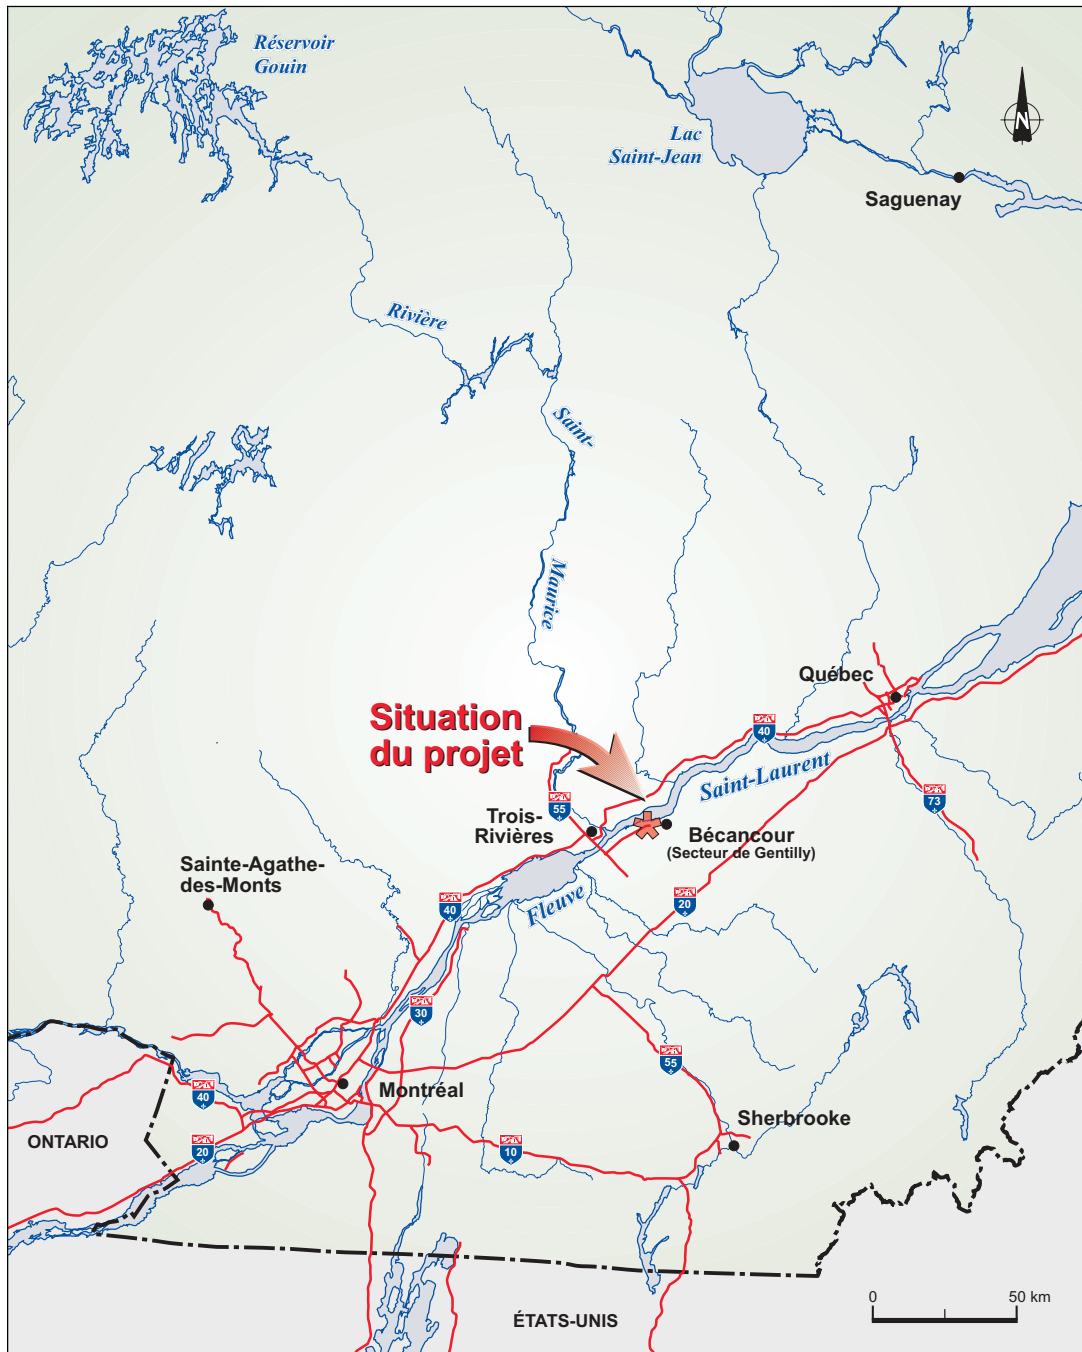 Réservoir
Gouin
Lac
Saint-Jean
N
Saguenay
Rivière
Saint-
Maurice
Québec
Situation
du projet
40
Saint-Laurent
55
73
Trois-
Rivières
Bécancour
(Secteur de Gentilly)
Sainte-Agathe-
des-Monts
40
Fleuve
20
30
55
Montréal
40
Sherbrooke
ONTARIO
20
10
0
50 km
ÉTATS-UNIS